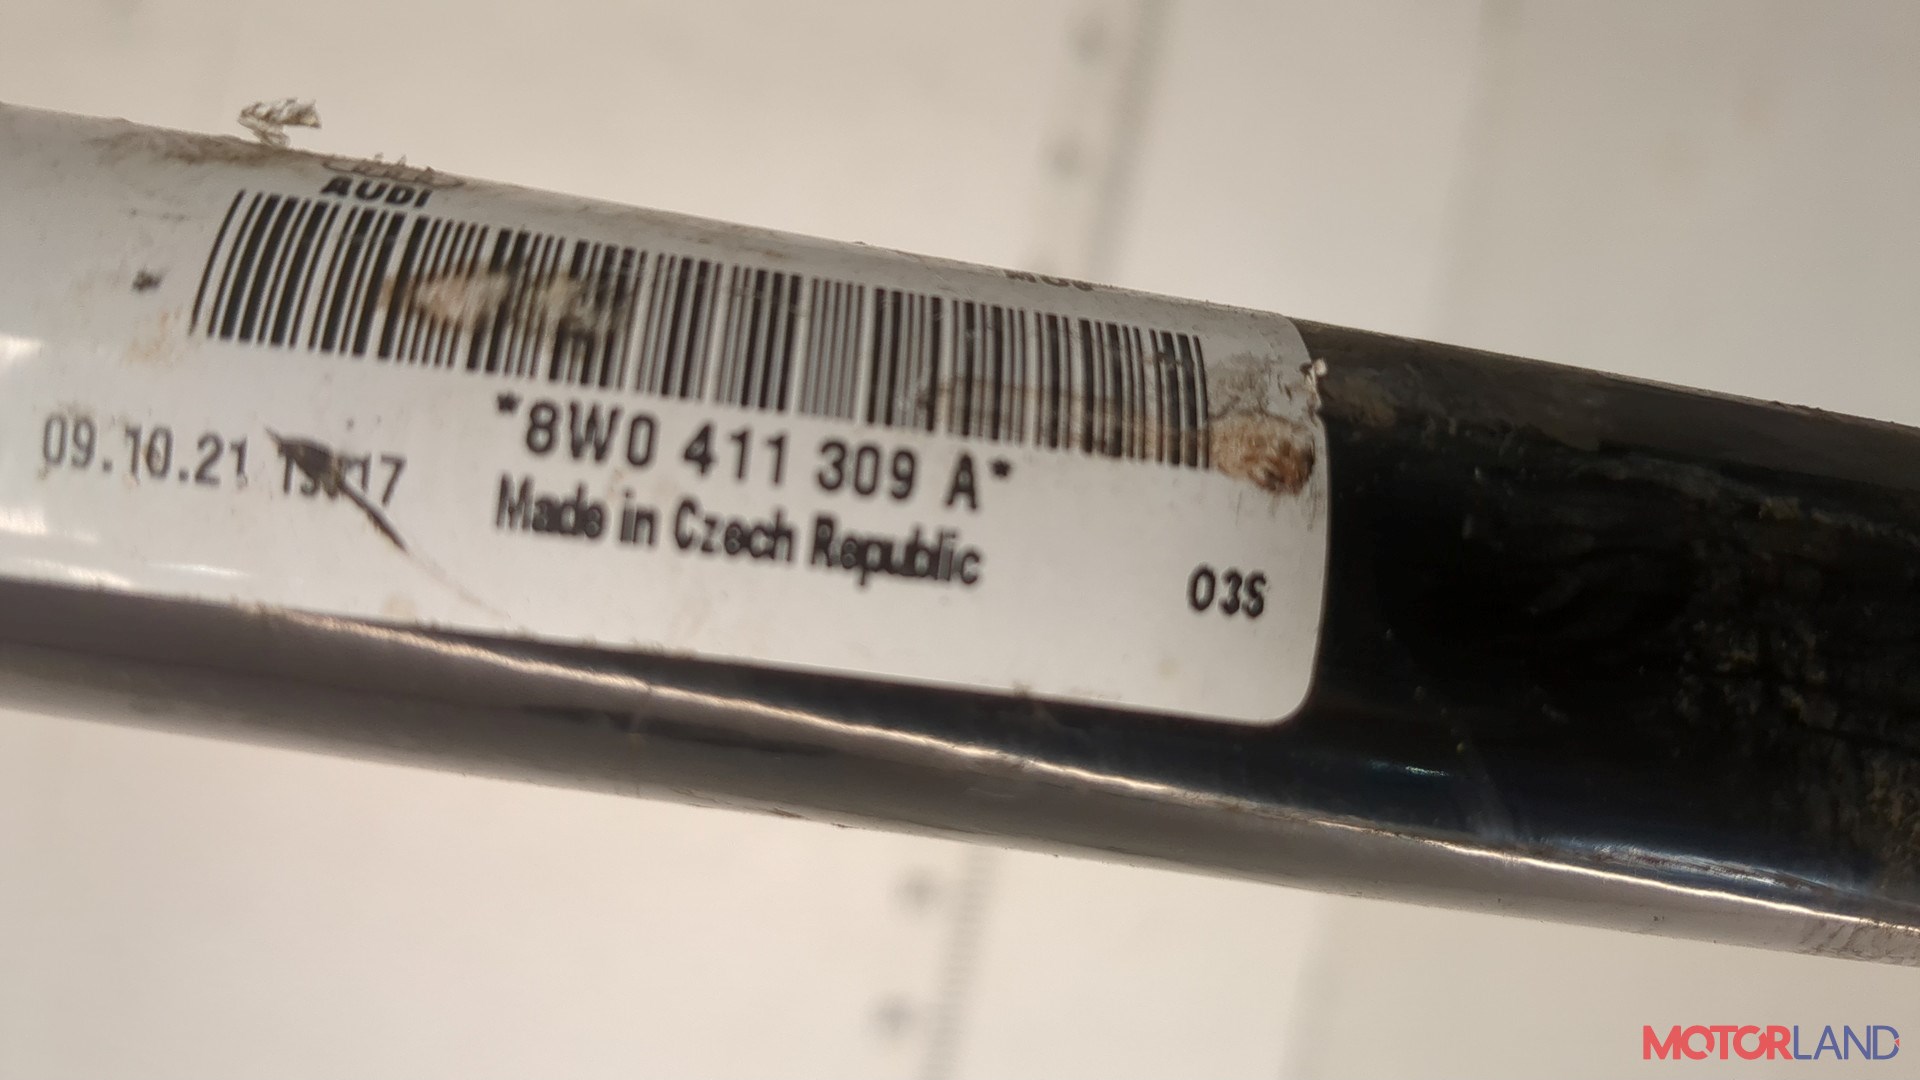 AUDI
*8W0 411 309 A*
09.10.21
Made in Czech Republic
03S
MOTORLAND